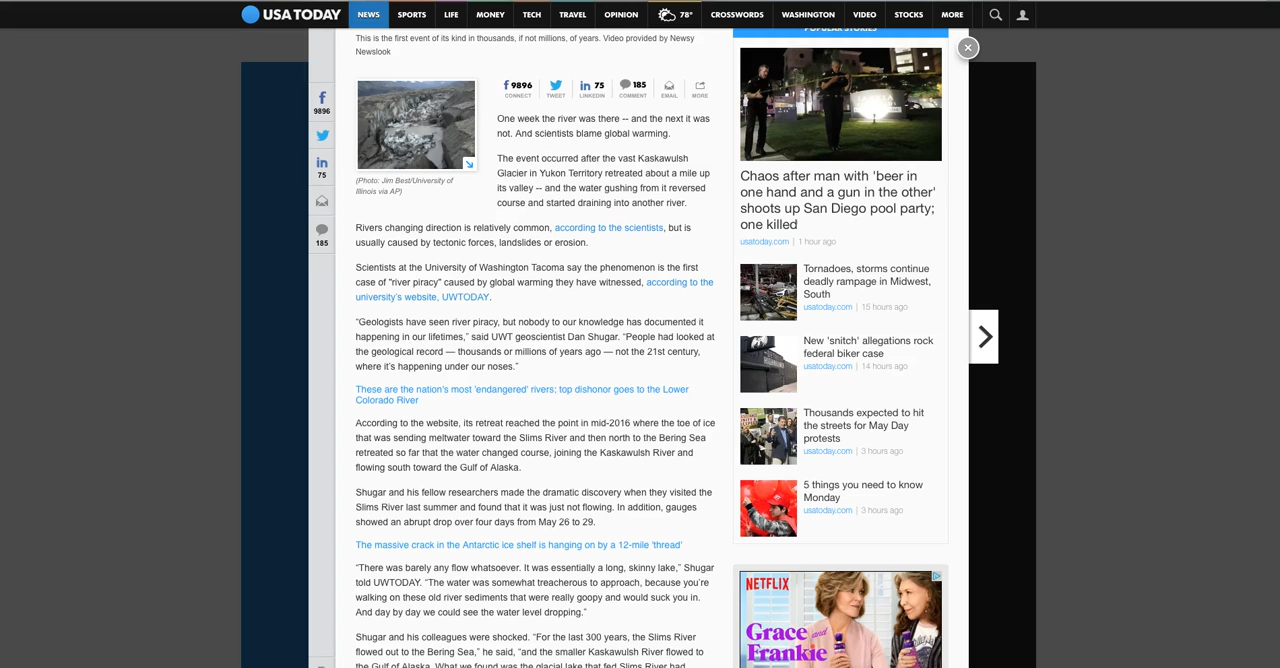 USA TODAY
NEWS
SPORTS
LIFE
MONEY
TECH
TRAVEL
OPINION
78°
CROSSWORDS
WASHINGTON
VIDEO
STOCKS
MORE
9896
75
185
This is the first event of its kind in thousands, if not millions, of years. Video provided by Newsy
Newslook
(Photo: Jim Best/University of
Illinois via AP)
9896
CONNECT
TWEET
75
LINKEDIN
185
COMMENT
EMAIL
MORE
One week the river was there -- and the next it was
not. And scientists blame global warming.
The event occurred after the vast Kaskawulsh
Glacier in Yukon Territory retreated about a mile up
its valley -- and the water gushing from it reversed
course and started draining into another river.
Rivers changing direction is relatively common, according to the scientists, but is
usually caused by tectonic forces, landslides or erosion.
Scientists at the University of Washington Tacoma say the phenomenon is the first
case of "river piracy" caused by global warming they have witnessed, according to the
university's website, UWTODAY.
“Geologists have seen river piracy, but nobody to our knowledge has documented it
happening in our lifetimes,” said UWT geoscientist Dan Shugar. “People had looked at
the geological record — thousands or millions of years ago — not the 21st century,
where it’s happening under our noses.”
These are the nation's most 'endangered' rivers; top dishonor goes to the Lower
Colorado River
According to the website, its retreat reached the point in mid-2016 where the toe of ice
that was sending meltwater toward the Slims River and then north to the Bering Sea
retreated so far that the water changed course, joining the Kaskawulsh River and
flowing south toward the Gulf of Alaska.
Shugar and his fellow researchers made the dramatic discovery when they visited the
Slims River last summer and found that it was just not flowing. In addition, gauges
showed an abrupt drop over four days from May 26 to 29.
The massive crack in the Antarctic ice shelf is hanging on by a 12-mile 'thread'
“There was barely any flow whatsoever. It was essentially a long, skinny lake,” Shugar
told UWTODAY. “The water was somewhat treacherous to approach, because you’re
walking on these old river sediments that were really goopy and would suck you in.
And day by day we could see the water level dropping.”
Shugar and his colleagues were shocked. “For the last 300 years, the Slims River
flowed out to the Bering Sea,” he said, “and the smaller Kaskawulsh River flowed to
the Gulf of Alaska. What we found was the glacial lake that fed Slims River had
POPULAR STORIES
Chaos after man with 'beer in
one hand and a gun in the other'
shoots up San Diego pool party;
one killed
usatoday.com | 1 hour ago
Tornadoes, storms continue
deadly rampage in Midwest,
South
usatoday.com | 15 hours ago
New 'snitch' allegations rock
federal biker case
usatoday.com | 14 hours ago
Thousands expected to hit
the streets for May Day
protests
usatoday.com | 3 hours ago
5 things you need to know
Monday
usatoday.com | 3 hours ago
NETFLIX
Grace and
Frankie